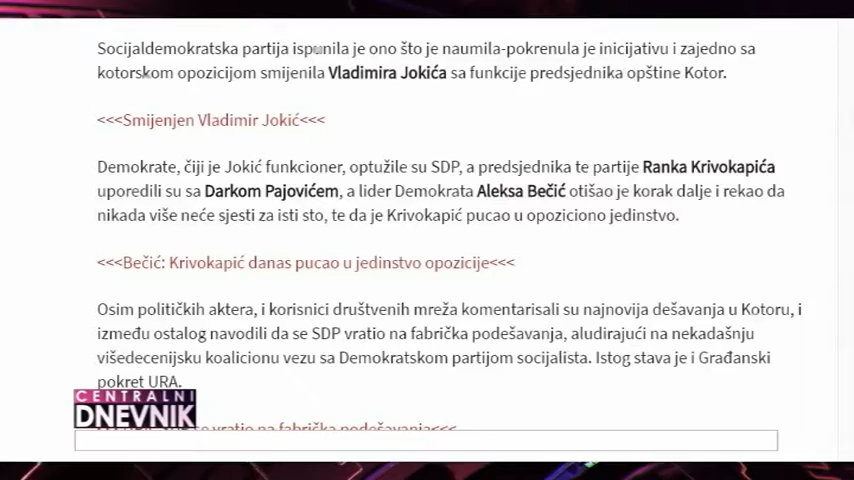 Socijaldemokratska partija ispunila je ono što je naumila-pokrenula je inicijativu i zajedno sa
kotorskom opozicijom smijenila Vladimira Jokića sa funkcije predsjednika opštine Kotor.
<<<Smijenjen Vladimir Jokić<<<
Demokrate, čiji je Jokić funkcioner, optužile su SDP, a predsjednika te partije Ranka Krivokapića
uporedili su sa Darkom Pajovićem, a lider Demokrata Aleksa Bečić otišao je korak dalje i rekao da
nikada više neće sjesti za isti sto, te da je Krivokapić pucao u opoziciono jedinstvo.
<<<Bečić: Krivokapić danas pucao u jedinstvo opozicije<<<
Osim političkih aktera, i korisnici društvenih mreža komentarisali su najnovija dešavanja u Kotoru, i
između ostalog navodili da se SDP vratio na fabrička podešavanja, aludirajući na nekadašnju
višedecenijsku koalicionu vezu sa Demokratskom partijom socijalista. Istog stava je i Građanski
pokret URA.
CENTRALNI
DNEVNIK
se vratio na fabrička podešavanja<<<